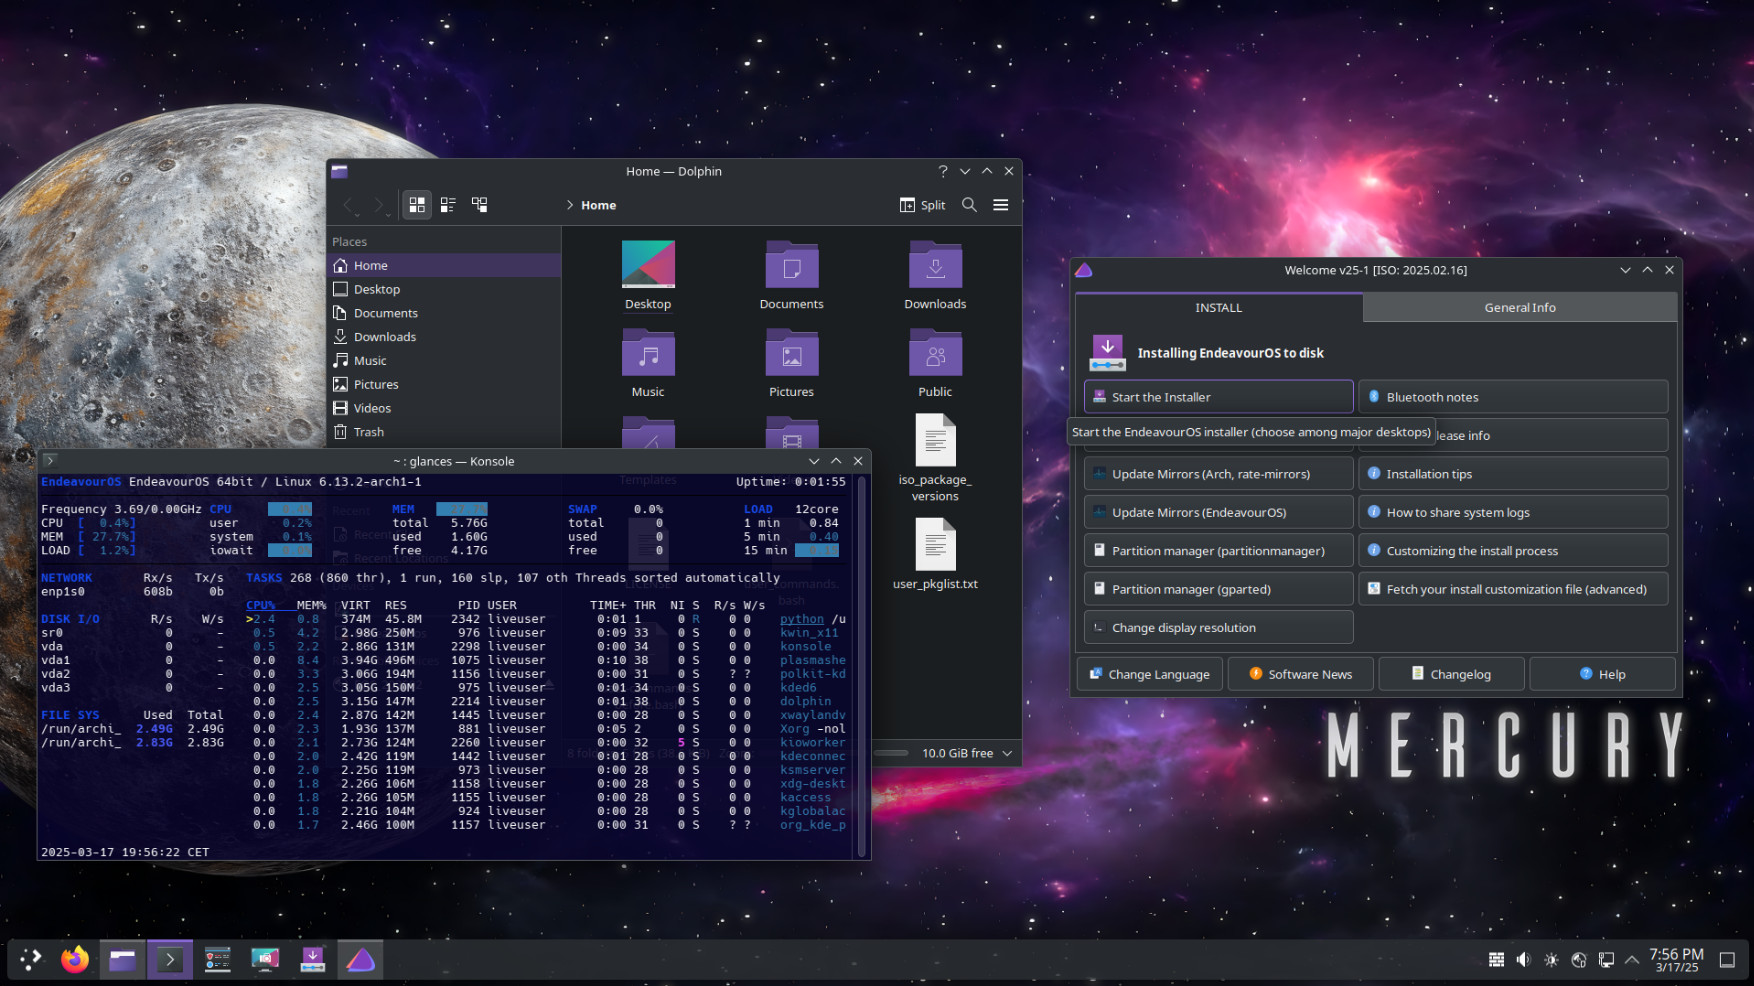 Home — Dolphin
Home
Split
Places
Home
Desktop
Documents
Downloads
Music
Pictures
Videos
Trash
Desktop
Documents
Downloads
Music
Pictures
Public
iso_package_
versions
user_pkglist.txt
10.0 GiB free
Welcome v25-1 [ISO: 2025.02.16]
INSTALL
General Info
Installing EndeavourOS to disk
Start the Installer
Bluetooth notes
Start the EndeavourOS installer (choose among major desktops)
lease info
Update Mirrors (Arch, rate-mirrors)
Installation tips
Update Mirrors (EndeavourOS)
How to share system logs
Partition manager (partitionmanager)
Customizing the install process
Partition manager (gparted)
Fetch your install customization file (advanced)
Change display resolution
Change Language
Software News
Changelog
Help
~ : glances — Konsole
EndeavourOS EndeavourOS 64bit / Linux 6.13.2-arch1-1 Uptime: 0:01:55
Frequency 3.69/0.00GHz CPU MEM SWAP 0.0% LOAD 12core
CPU [ 0.4%] user 0.2% total 5.76G total 0 1 min 0.84
MEM [ 27.7%] system 0.1% used 1.60G used 0 5 min 0.40
LOAD [ 1.2%] iowait free 4.17G free 0 15 min
NETWORK Rx/s Tx/s TASKS 268 (860 thr), 1 run, 160 slp, 107 oth Threads sorted automatically
enp1s0 608b 0b
CPU% MEM% VIRT RES PID USER TIME+ THR NI S R/s W/s
DISK I/O R/s W/s >2.4 0.8 374M 45.8M 2342 liveuser 0:01 1 0 R 0 0 python /u
sr0 0 - 0.5 4.2 2.98G 250M 976 liveuser 0:09 33 0 S 0 0 kwin_x11
vda 0 - 0.5 2.2 2.86G 131M 2298 liveuser 0:00 34 0 S 0 0 konsole
vda1 0 - 0.0 8.4 3.94G 496M 1075 liveuser 0:10 38 0 S 0 0 plasmashe
vda2 0 - 0.0 3.3 3.06G 194M 1156 liveuser 0:00 31 0 S ? ? polkit-kd
vda3 0 - 0.0 2.5 3.05G 150M 975 liveuser 0:01 34 0 S 0 0 kded6
0.0 2.5 3.15G 147M 2214 liveuser 0:01 38 0 S 0 0 dolphin
FILE SYS Used Total 0.0 2.4 2.87G 142M 1445 liveuser 0:00 28 0 S 0 0 xwaylandv
/run/archi_ 2.49G 2.49G 0.0 2.3 1.93G 137M 881 liveuser 0:05 2 0 S 0 0 Xorg -nol
/run/archi_ 2.83G 2.83G 0.0 2.1 2.73G 124M 2260 liveuser 0:00 32 5 S 0 0 kioworker
0.0 2.0 2.42G 119M 1442 liveuser 0:01 28 0 S 0 0 kdeconnec
0.0 2.0 2.25G 119M 973 liveuser 0:00 28 0 S 0 0 ksmserver
0.0 1.8 2.26G 106M 1158 liveuser 0:00 28 0 S 0 0 xdg-deskt
0.0 1.8 2.26G 105M 1155 liveuser 0:00 28 0 S 0 0 kaccess
0.0 1.8 2.21G 104M 924 liveuser 0:00 28 0 S 0 0 kglobalac
0.0 1.7 2.46G 100M 1157 liveuser 0:00 31 0 S ? ? org_kde_p
2025-03-17 19:56:22 CET
MERCURY
7:56 PM
3/17/25